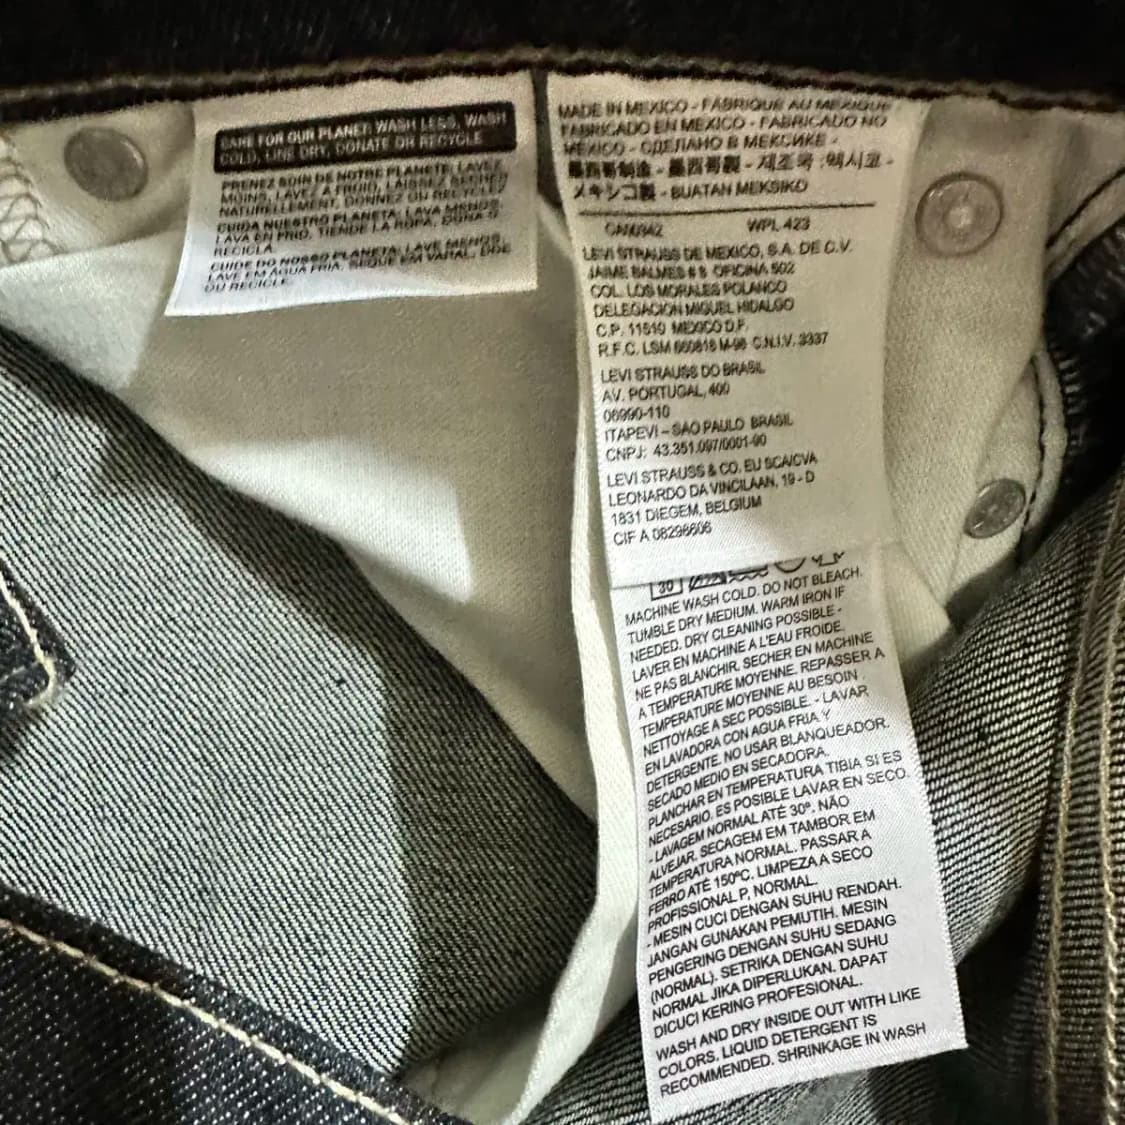 CARE FOR OUR PLANET: WASH LESS, WASH
COLD, LINE DRY, DONATE OR RECYCLE
PRENEZ SOIN DE NOTRE PLANETE: LAVEZ
MOINS, LAVEZ A FROID, LAISSEZ SECHER
NATURELLEMENT, DONNEZ OU RECYCLEZ
CUIDA NUESTRO PLANETA: LAVA MENOS,
LAVA EN FRIO, TIENDE LA ROPA, DONA O
RECICLA.
CUIDE DO NOSSO PLANETA: LAVE MENOS,
LAVE EM AGUA FRIA, SEQUE EM VARAL, DOE
OU RECICLE.
MADE IN MEXICO - FABRIQUE AU MEXIQUE
FABRICADO EN MEXICO - FABRICADO NO
MEXICO - СДЕЛАНО В МЕКСИКЕ -
墨西哥制造 - 墨西哥製 - 제조국 :멕시코 -
メキシコ製 - BUATAN MEKSIKO
WPL 423
LEVI STRAUSS DE MEXICO, S.A. DE C.V.
JAIME BALMES # 8 OFICINA 502
COL. LOS MORALES POLANCO
DELEGACION MIGUEL HIDALGO
C.P. 11510 MEXICO D.F.
R.F.C. LSM C.N.I.V. 3337
LEVI STRAUSS DO BRASIL
AV. PORTUGAL, 400
06690-110
ITAPEVI – SAO PAULO BRASIL
CNPJ: 43.351.097/0001-90
LEVI STRAUSS & CO. EU SCA/CVA
LEONARDO DA VINCILAAN, 19 - D
1831 DIEGEM, BELGIUM
CIF A 08298606
30
MACHINE WASH COLD. DO NOT BLEACH.
TUMBLE DRY MEDIUM. WARM IRON IF
NEEDED. DRY CLEANING POSSIBLE -
LAVER EN MACHINE A L'EAU FROIDE.
NE PAS BLANCHIR. SECHER EN MACHINE
A TEMPERATURE MOYENNE. REPASSER A
TEMPERATURE MOYENNE AU BESOIN
NETTOYAGE A SEC POSSIBLE. - LAVAR
EN LAVADORA CON AGUA FRIA Y
DETERGENTE. NO USAR BLANQUEADOR.
SECADO MEDIO EN SECADORA.
PLANCHAR EN TEMPERATURA TIBIA SI ES
NECESARIO. ES POSIBLE LAVAR EN SECO.
- LAVAGEM NORMAL ATÉ 30º. NÃO
ALVEJAR. SECAGEM EM TAMBOR EM
TEMPERATURA NORMAL. PASSAR A
FERRO ATÉ 150ºC. LIMPEZA A SECO
PROFISSIONAL P, NORMAL.
- MESIN CUCI DENGAN SUHU RENDAH.
JANGAN GUNAKAN PEMUTIH. MESIN
PENGERING DENGAN SUHU SEDANG
(NORMAL). SETRIKA DENGAN SUHU
NORMAL JIKA DIPERLUKAN. DAPAT
DICUCI KERING PROFESIONAL.
WASH AND DRY INSIDE OUT WITH LIKE
COLORS. LIQUID DETERGENT IS
RECOMMENDED. SHRINKAGE IN WASH